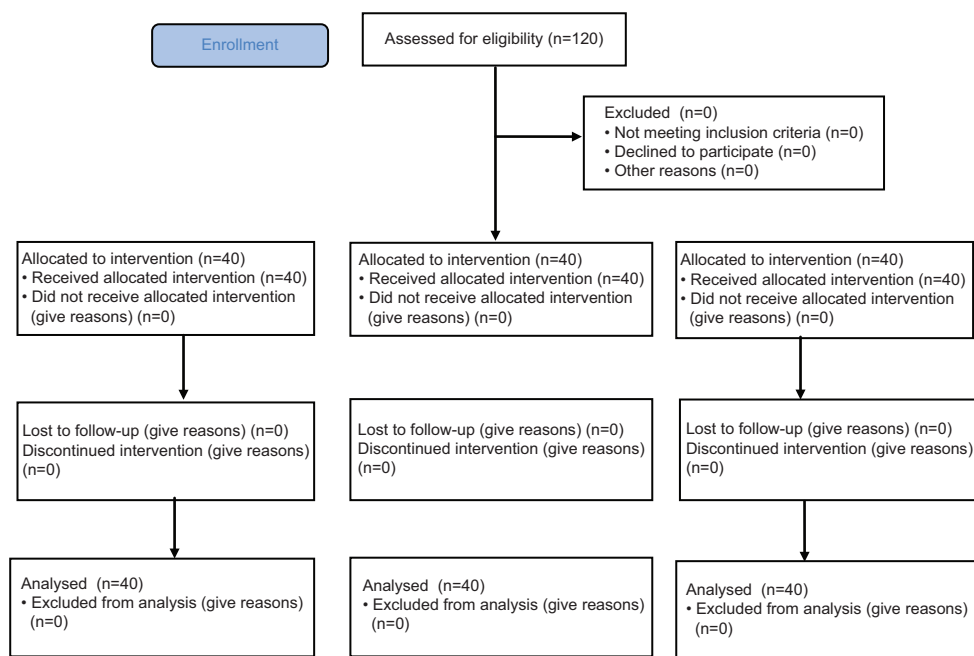 Enrollment
Assessed for eligibility (n=120)
Excluded (n=0)
• Not meeting inclusion criteria (n=0)
• Declined to participate (n=0)
• Other reasons (n=0)
Allocated to intervention (n=40)
• Received allocated intervention (n=40)
• Did not receive allocated intervention
(give reasons) (n=0)
Allocated to intervention (n=40)
• Received allocated intervention (n=40)
• Did not receive allocated intervention
(give reasons) (n=0)
Allocated to intervention (n=40)
• Received allocated intervention (n=40)
• Did not receive allocated intervention
(give reasons) (n=0)
Lost to follow-up (give reasons) (n=0)
Discontinued intervention (give reasons)
(n=0)
Lost to follow-up (give reasons) (n=0)
Discontinued intervention (give reasons)
(n=0)
Lost to follow-up (give reasons) (n=0)
Discontinued intervention (give reasons)
(n=0)
Analysed (n=40)
• Excluded from analysis (give reasons)
(n=0)
Analysed (n=40)
• Excluded from analysis (give reasons)
(n=0)
Analysed (n=40)
• Excluded from analysis (give reasons)
(n=0)